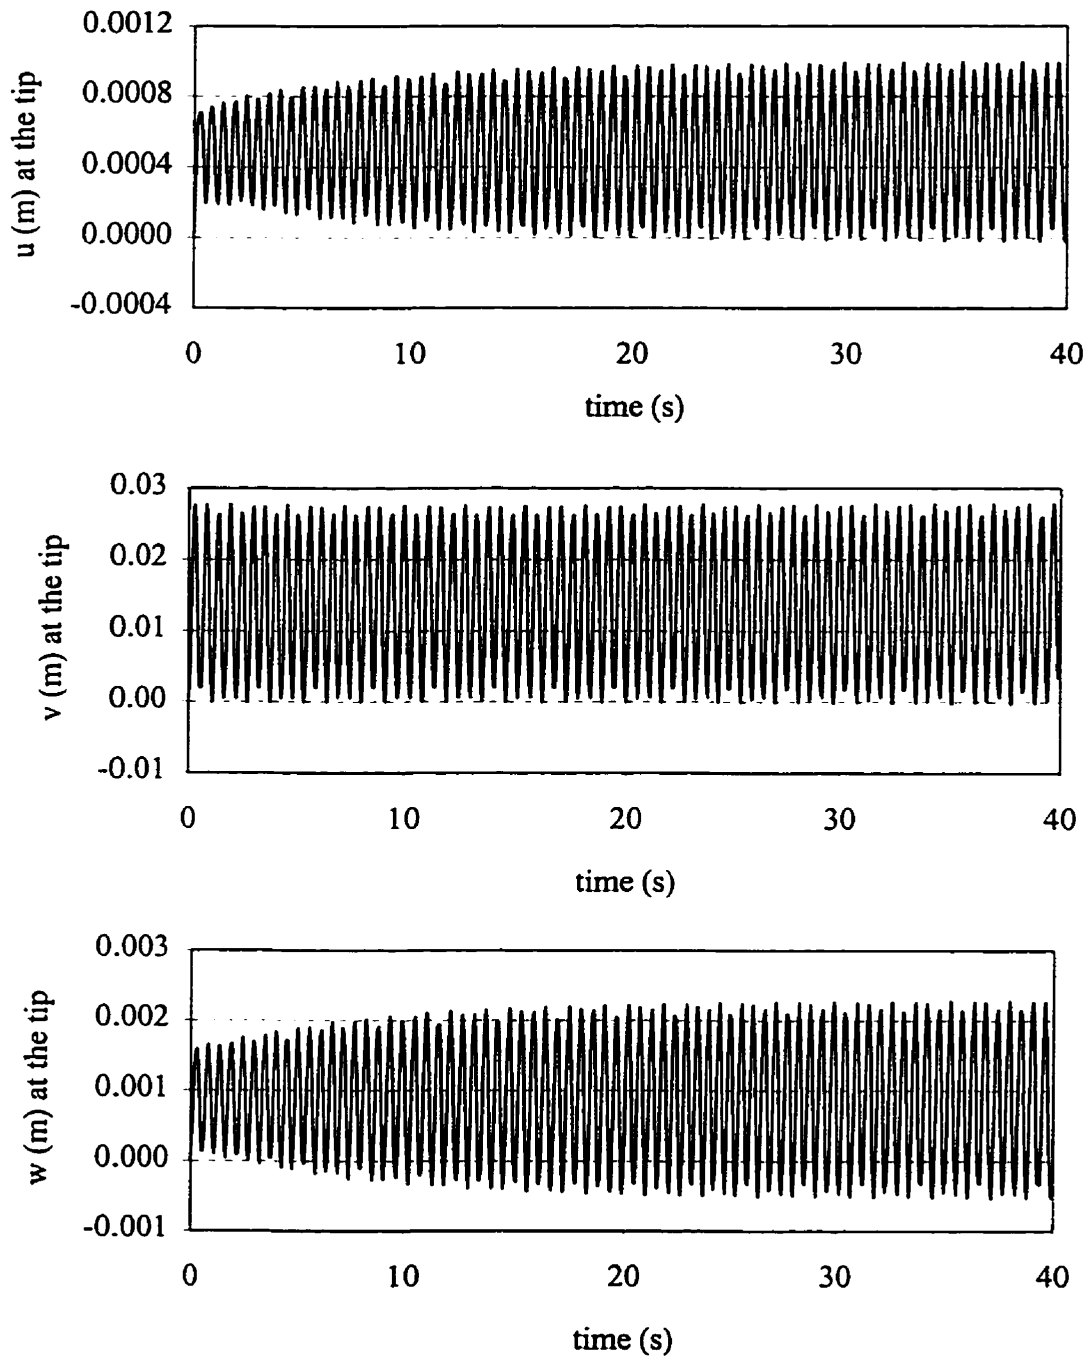 0.0012
0.0008
0.0004
0.0000
-0.0004
u (m) at the tip
0 10 20 30 40
time (s)
0.03
0.02
0.01
0.00
-0.01
v (m) at the tip
0 10 20 30 40
time (s)
0.003
0.002
0.001
0.000
-0.001
w (m) at the tip
0 10 20 30 40
time (s)